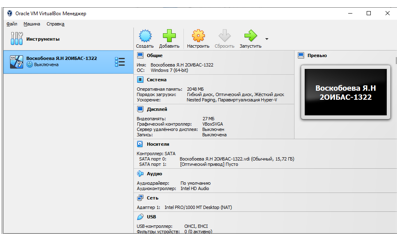 Oracle VM VirtualBox Менеджер
Файл Машина Справка
Инструменты
Создать Добавить Настроить Сбросить Запустить
Воскобоева Я.Н 2ОИБАС-1322
Выключена
Общие
Имя: Воскобоева Я.Н 2ОИБАС-1322
ОС: Windows 7 (64-bit)
Система
Оперативная память: 2048 МБ
Порядок загрузки: Гибкий диск, Оптический диск, Жёсткий диск
Ускорение: Nested Paging, Паравиртуализация Hyper-V
Дисплей
Видеопамять: 27 МБ
Графический контроллер: VBoxSVGA
Сервер удалённого дисплея: Выключен
Запись: Выключена
Носители
Контроллер: SATA
SATA порт 0: Воскобоева Я.Н 2ОИБАС-1322.vdi (Обычный, 15,72 ГБ)
SATA порт 1: [Оптический привод] Пусто
Аудио
Аудиодрайвер: По умолчанию
Аудиоконтроллер: Intel HD Audio
Сеть
Адаптер 1: Intel PRO/1000 MT Desktop (NAT)
USB
USB-контроллер: OHCI, EHCI
Фильтры устройств: 0 (0 активно)
Превью
Воскобоева Я.Н
2ОИБАС-1322